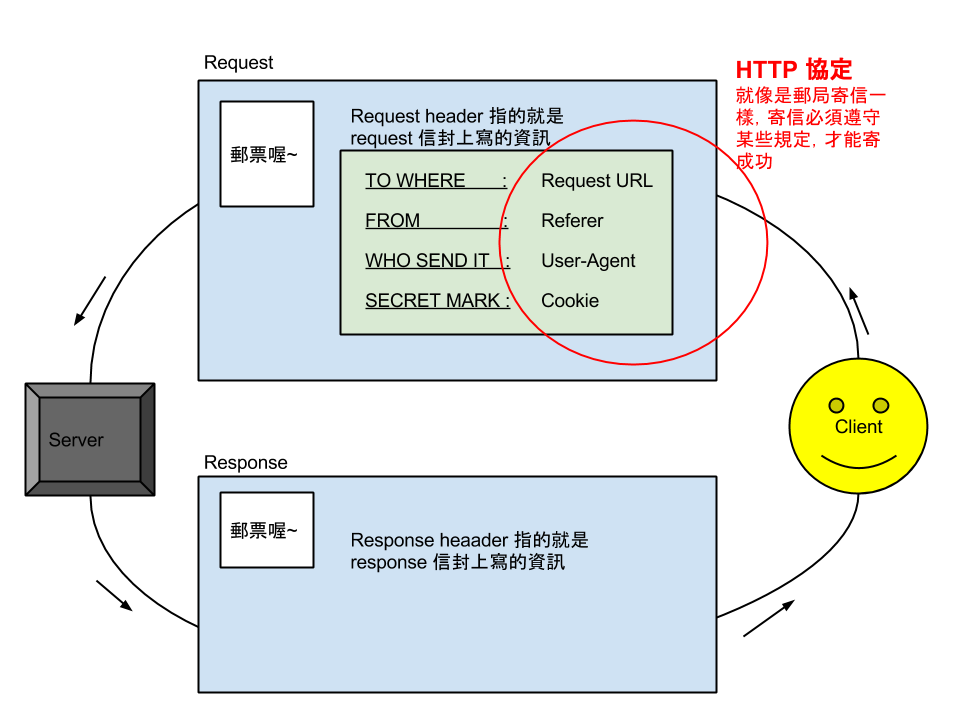 Request
HTTP 協定
就像是郵局寄信一
樣, 寄信必須遵守
某些規定, 才能寄
成功
郵票喔~
Request header 指的就是
request 信封上寫的資訊
TO WHERE : Request URL
FROM : Referer
WHO SEND IT : User-Agent
SECRET MARK : Cookie
Server
Client
Response
郵票喔~
Response heaader 指的就是
response 信封上寫的資訊